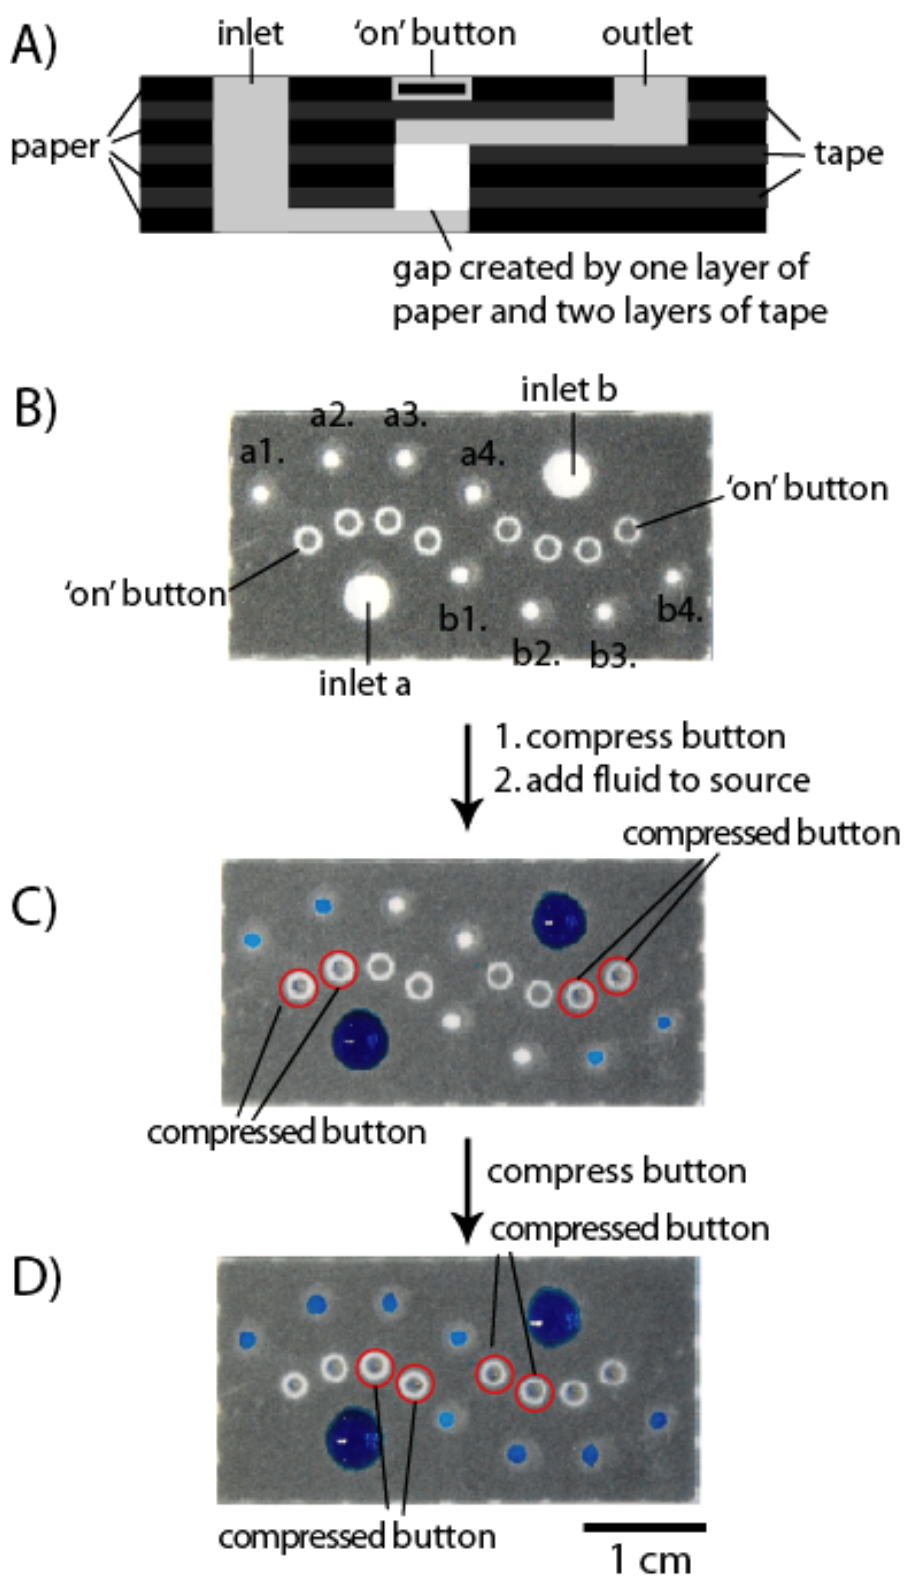 A)
inlet
‘on’ button
outlet
paper
tape
gap created by one layer of
paper and two layers of tape
B)
inlet b
a1.
a2.
a3.
a4.
‘on’ button
‘on’ button
b1.
b2.
b3.
b4.
inlet a
1. compress button
2. add fluid to source
compressed button
C)
compressed button
compress button
compressed button
D)
compressed button
1 cm